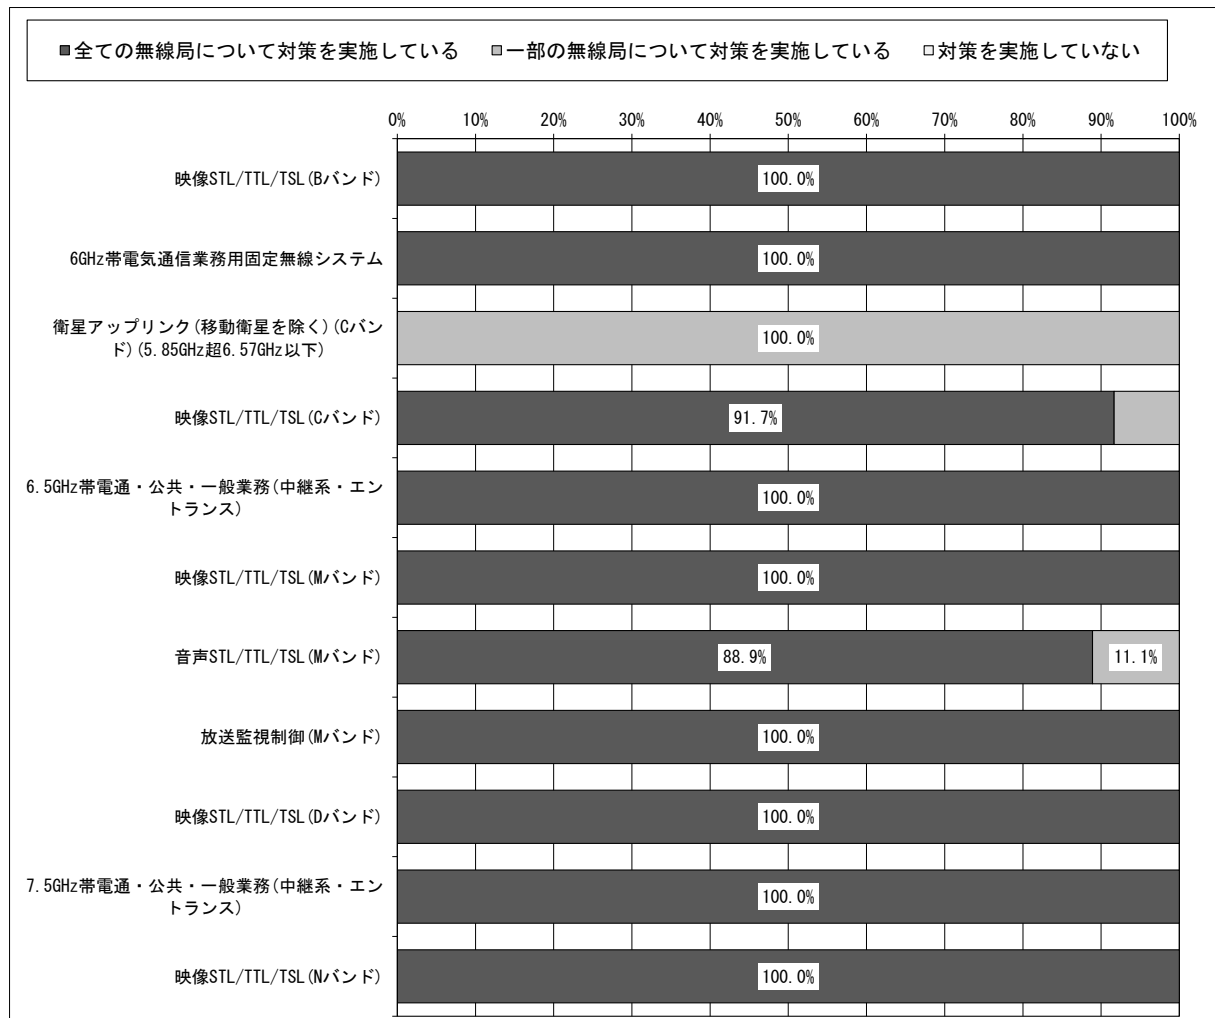 ■全ての無線局について対策を実施している ■一部の無線局について対策を実施している □対策を実施していない
0% 10% 20% 30% 40% 50% 60% 70% 80% 90% 100%
映像STL/TTL/TSL(Bバンド)
100.0%
6GHz帯電気通信業務用固定無線システム
100.0%
衛星アップリンク(移動衛星を除く)(Cバン
ド)(5.85GHz超6.57GHz以下)
100.0%
映像STL/TTL/TSL(Cバンド)
91.7%
6.5GHz帯電通・公共・一般業務(中継系・エン
トランス)
100.0%
映像STL/TTL/TSL(Mバンド)
100.0%
音声STL/TTL/TSL(Mバンド)
88.9% 11.1%
放送監視制御(Mバンド)
100.0%
映像STL/TTL/TSL(Dバンド)
100.0%
7.5GHz帯電通・公共・一般業務(中継系・エン
トランス)
100.0%
映像STL/TTL/TSL(Nバンド)
100.0%